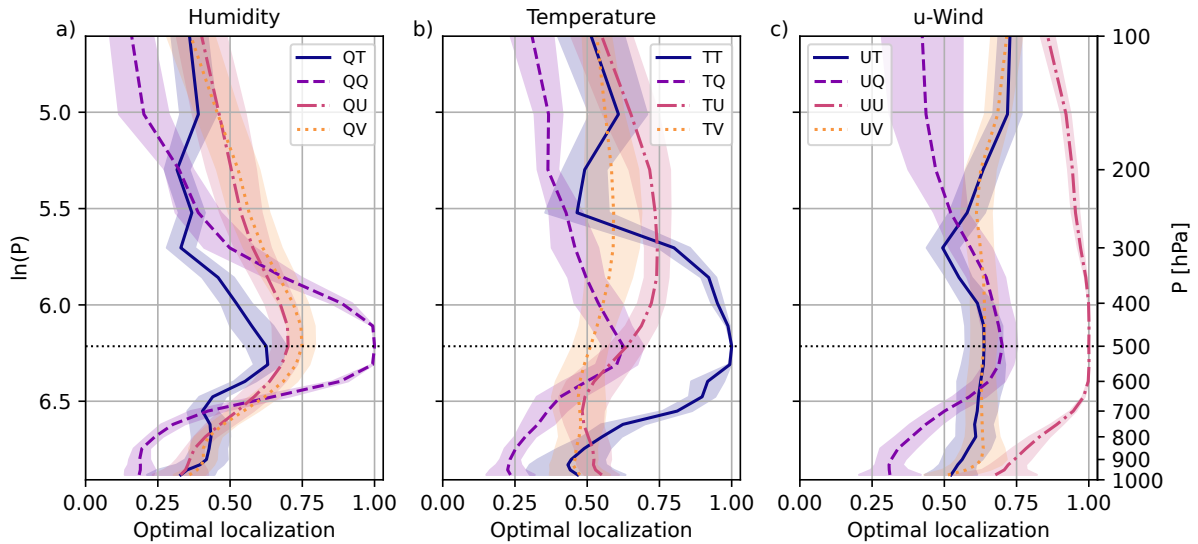 Humidity
Temperature
u-Wind
a)
b)
c)
QT
QQ
QU
QV
TT
TQ
TU
TV
UT
UQ
UU
UV
ln(P)
5.0
5.5
6.0
6.5
P [hPa]
100
200
300
400
500
600
700
800
900
1000
0.00
0.25
0.50
0.75
1.00
0.00
0.25
0.50
0.75
1.00
0.00
0.25
0.50
0.75
1.00
Optimal localization
Optimal localization
Optimal localization